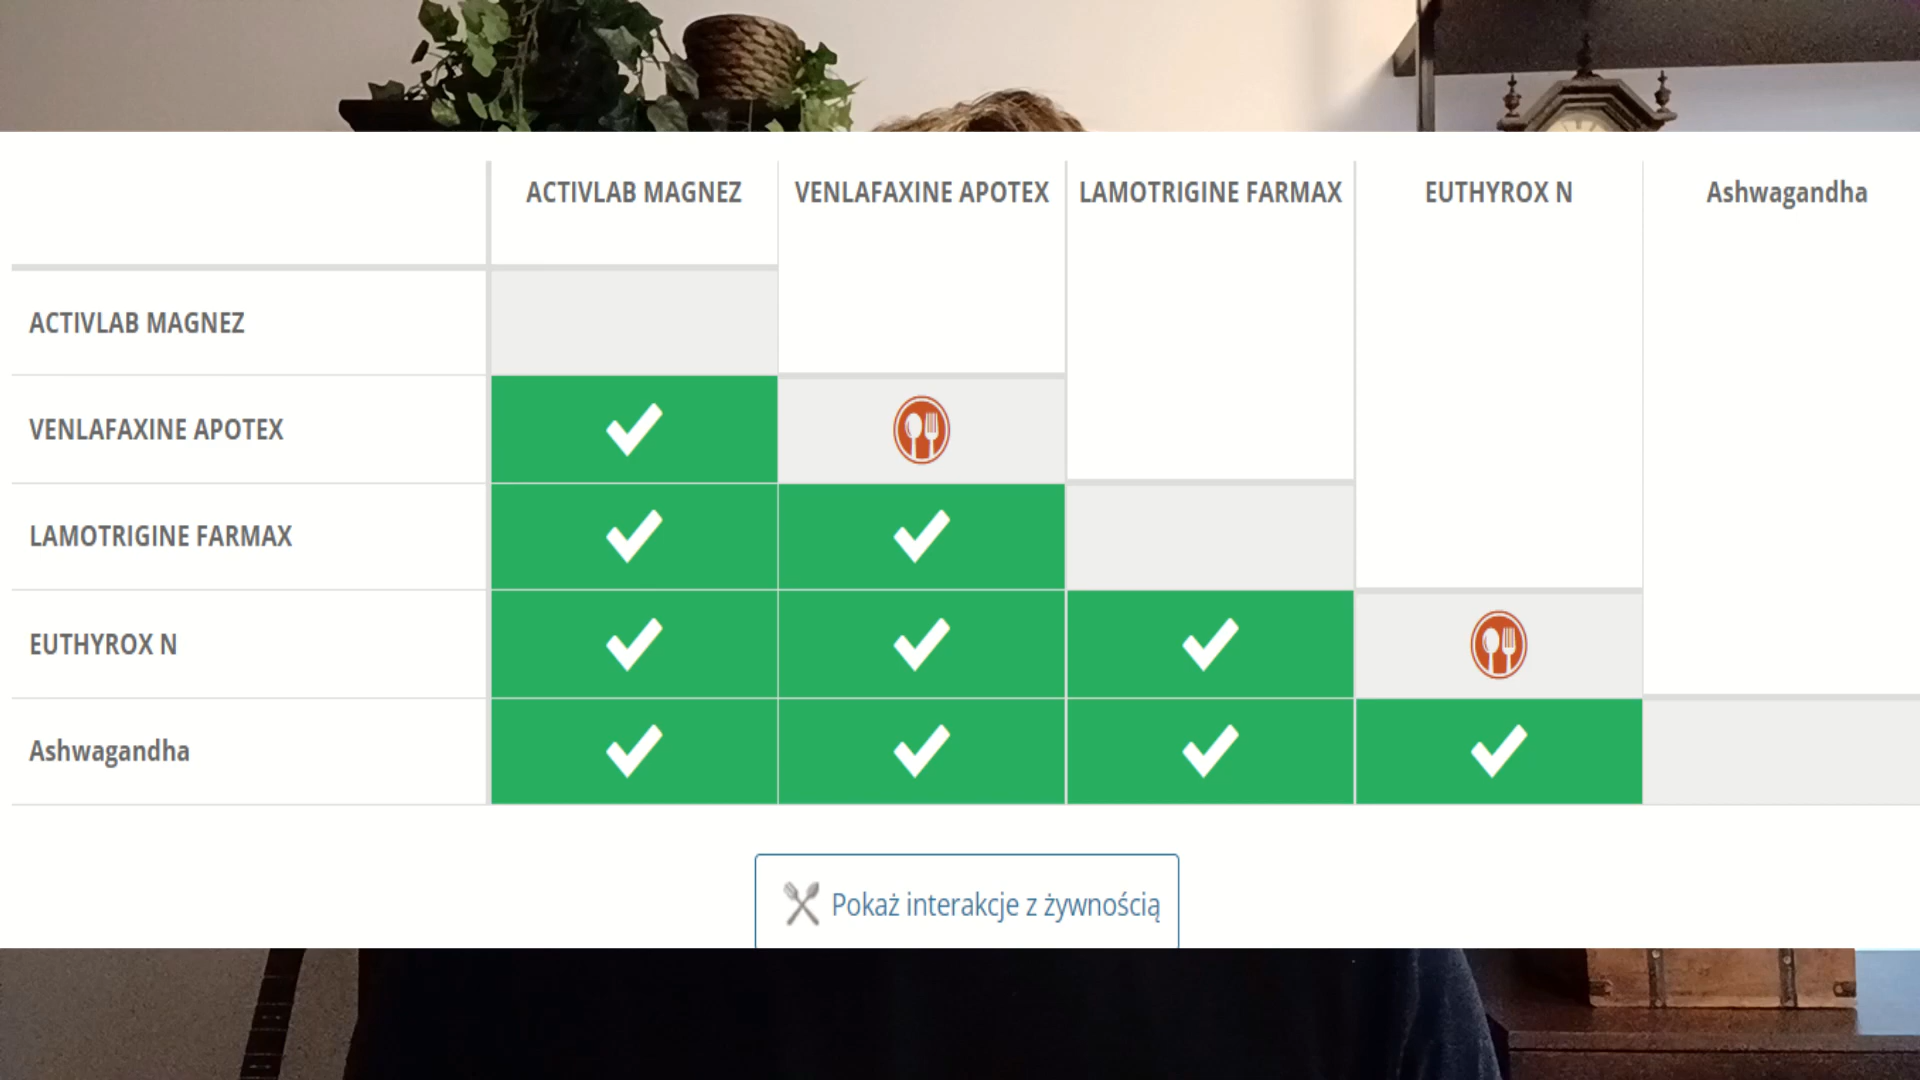 ACTIVLAB MAGNEZ VENLAFAXINE APOTEX LAMOTRIGINE FARMAX EUTHYROX N Ashwagandha
ACTIVLAB MAGNEZ
VENLAFAXINE APOTEX
LAMOTRIGINE FARMAX
EUTHYROX N
Ashwagandha
Pokaż interakcje z żywnością